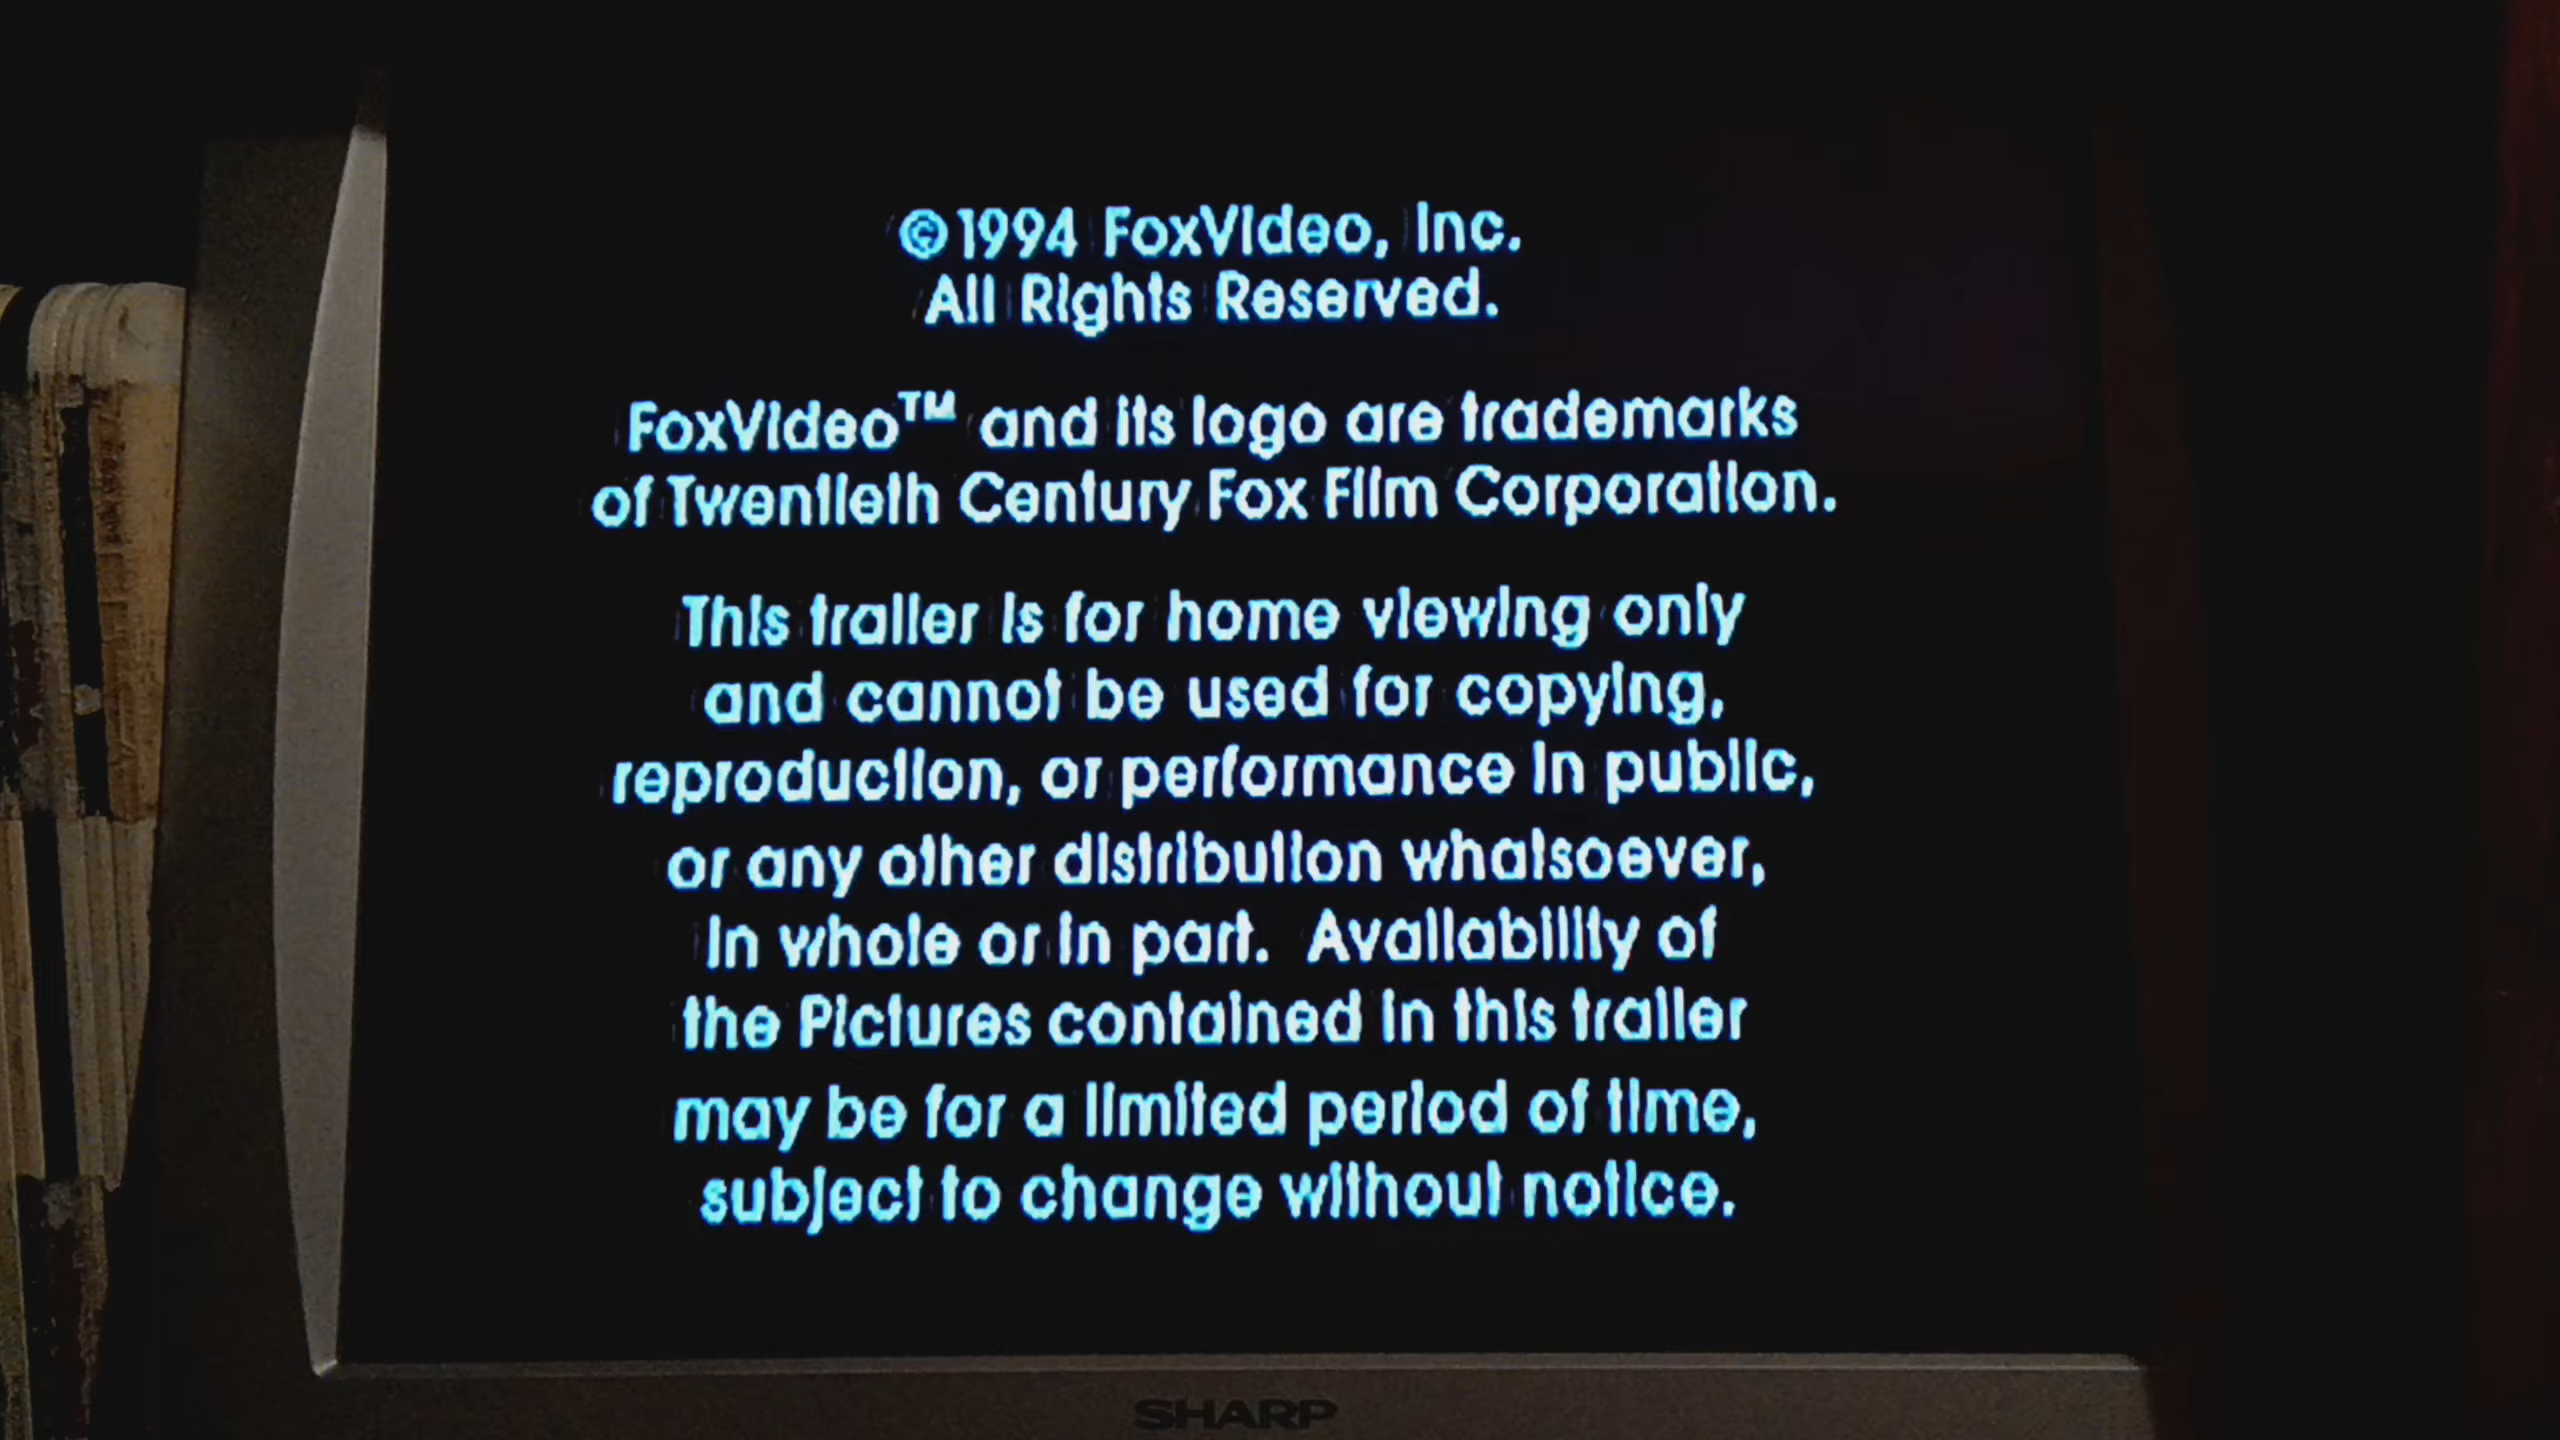 ©1994 FoxVideo, Inc.
All Rights Reserved.
FoxVideo™ and its logo are trademarks
of Twentieth Century Fox Film Corporation.
This trailer is for home viewing only
and cannot be used for copying,
reproduction, or performance in public,
or any other distribution whatsoever,
in whole or in part. Availability of
the Pictures contained in this trailer
may be for a limited period of time,
subject to change without notice.
SHARP